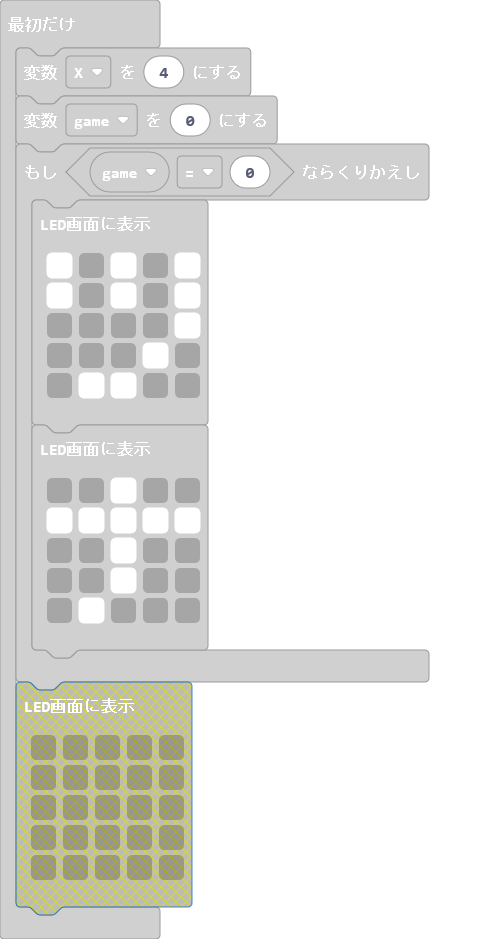 最初だけ
変数 X を 4 にする
変数 game を 0 にする
もし game = 0 ならくりかえし
LED画面に表示
LED画面に表示
LED画面に表示